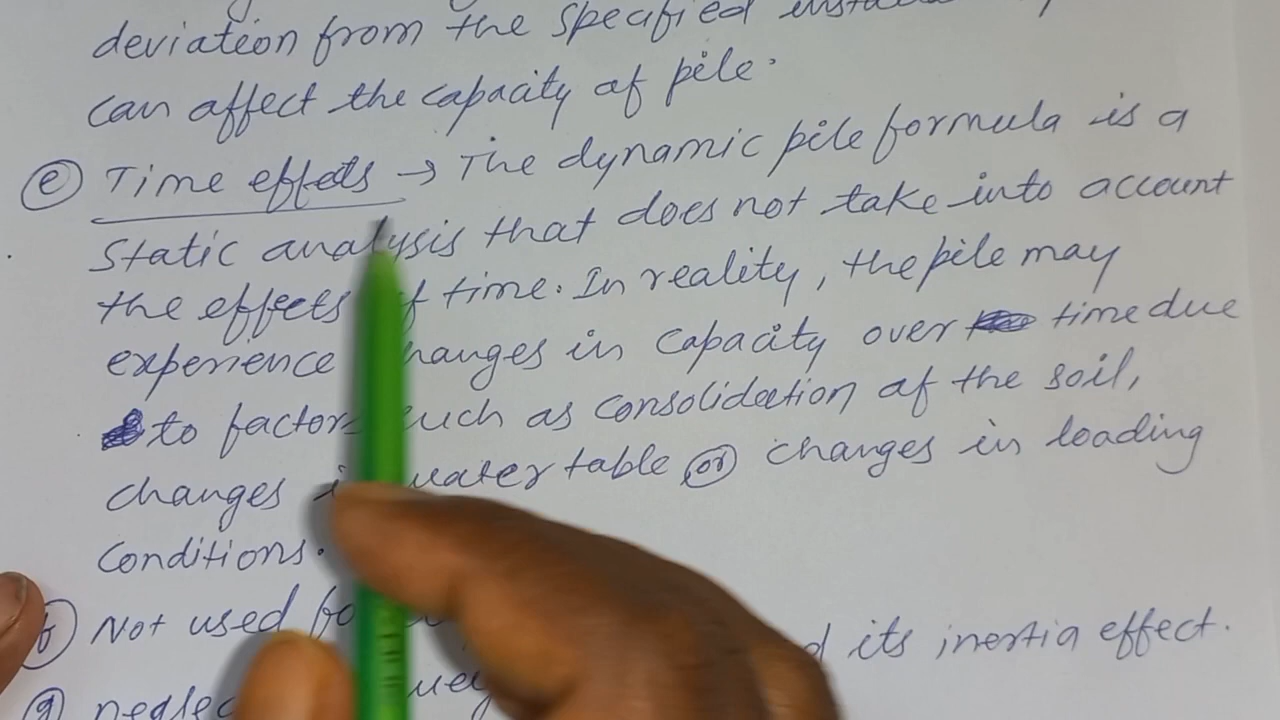 deviation from the specified
can affect the capacity of pile.
(e) Time effects → The dynamic pile formula is a
Static analysis that does not take into account
the effects of time. In reality, the pile may
experience changes in capacity over time due
to factors such as consolidation of the soil,
changes in water table (or) changes in loading
conditions.
(f) Not used its inertia effect.
(g)